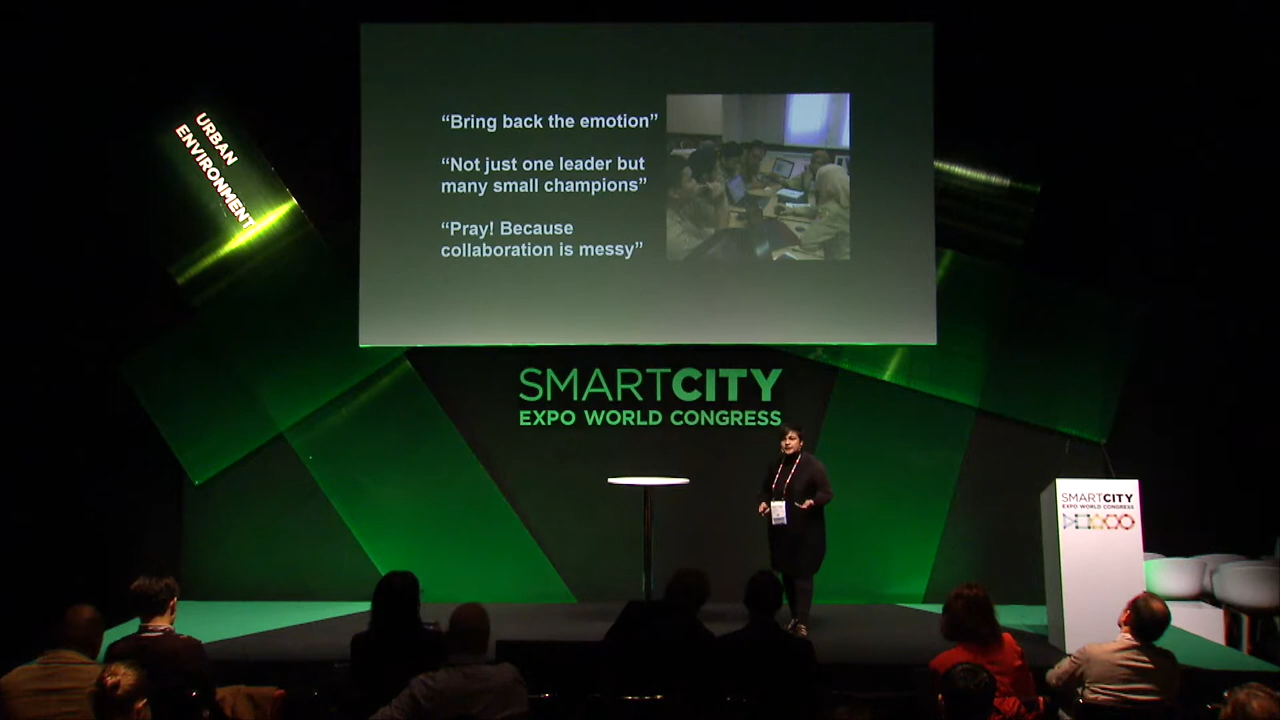 URBAN
ENVIRONMENT
“Bring back the emotion”
“Not just one leader but
many small champions”
“Pray! Because
collaboration is messy”
SMARTCITY
EXPO WORLD CONGRESS
SMARTCITY
EXPO WORLD CONGRESS